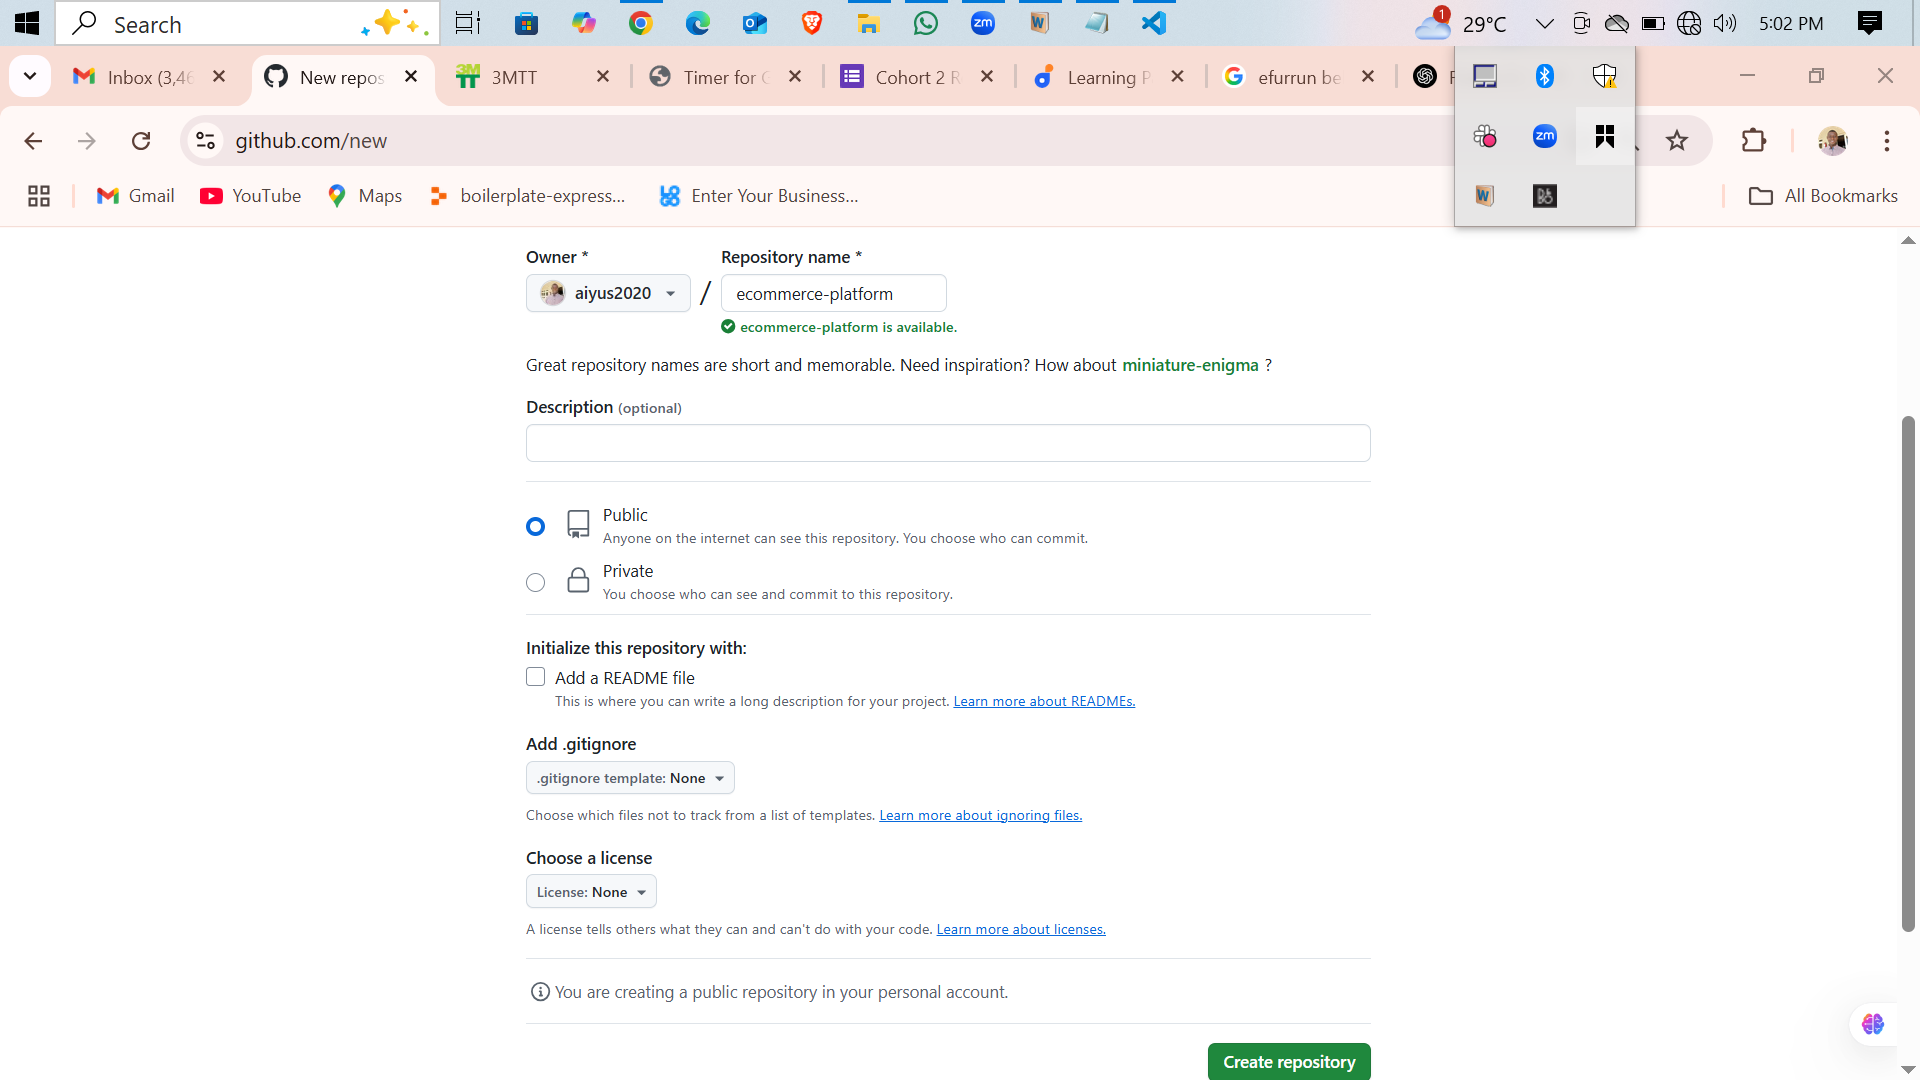 Search
29°C
1
5:02 PM
Inbox (3,46
New repos
3MTT
Timer for
Cohort 2 R
Learning P
efurrun be
github.com/new
zm
Gmail
YouTube
Maps
boilerplate-express...
Enter Your Business...
All Bookmarks
Owner *
Repository name *
aiyus2020
/
ecommerce-platform
ecommerce-platform is available.
Great repository names are short and memorable. Need inspiration? How about miniature-enigma ?
Description (optional)
Public
Anyone on the internet can see this repository. You choose who can commit.
Private
You choose who can see and commit to this repository.
Initialize this repository with:
Add a README file
This is where you can write a long description for your project. Learn more about READMEs.
Add .gitignore
.gitignore template: None
Choose which files not to track from a list of templates. Learn more about ignoring files.
Choose a license
License: None
A license tells others what they can and can't do with your code. Learn more about licenses.
You are creating a public repository in your personal account.
Create repository